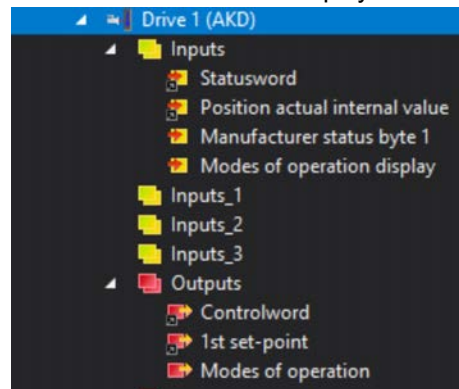 Drive 1 (AKD)
Inputs
Statusword
Position actual internal value
Manufacturer status byte 1
Modes of operation display
Inputs_1
Inputs_2
Inputs_3
Outputs
Controlword
1st set-point
Modes of operation